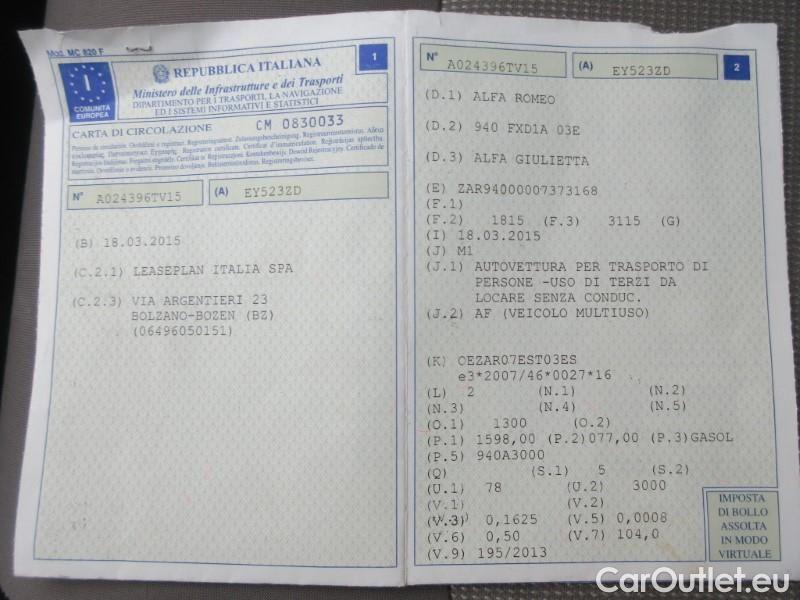 Mod. MC 820 F
1
REPUBBLICA ITALIANA
Ministero delle Infrastrutture e dei Trasporti
DIPARTIMENTO PER I TRASPORTI, LA NAVIGAZIONE
ED I SISTEMI INFORMATIVI E STATISTICI
I
COMUNITÀ
EUROPEA
CARTA DI CIRCOLAZIONE CM 0830033
N° A024396TV15 (A) EY523ZD
(B) 18.03.2015
(C.2.1) LEASEPLAN ITALIA SPA
(C.2.3) VIA ARGENTIERI 23
BOLZANO-BOZEN (BZ)
(06496050151)
N° A024396TV15 (A) EY523ZD 2
(D.1) ALFA ROMEO
(D.2) 940 FXD1A 03E
(D.3) ALFA GIULIETTA
(E) ZAR94000007373168
(F.1)
(F.2) 1815 (F.3) 3115 (G)
(I) 18.03.2015
(J) M1
(J.1) AUTOVETTURA PER TRASPORTO DI
PERSONE -USO DI TERZI DA
LOCARE SENZA CONDUC.
(J.2) AF (VEICOLO MULTIUSO)
(K) OEZAR07EST03ES
e3*2007/46*0027*16
(L) 2 (N.1) (N.2)
(N.3) (N.4) (N.5)
(O.1) 1300 (O.2)
(P.1) 1598,00 (P.2)077,00 (P.3)GASOL
(P.5) 940A3000
(Q) (S.1) 5 (S.2)
(U.1) 78 (U.2) 3000
(V.1) (V.2)
(V.3) 0,1625 (V.5) 0,0008
(V.6) 0,50 (V.7) 104,0
(V.9) 195/2013
IMPOSTA
DI BOLLO
ASSOLTA
IN MODO
VIRTUALE
CarOutlet.eu